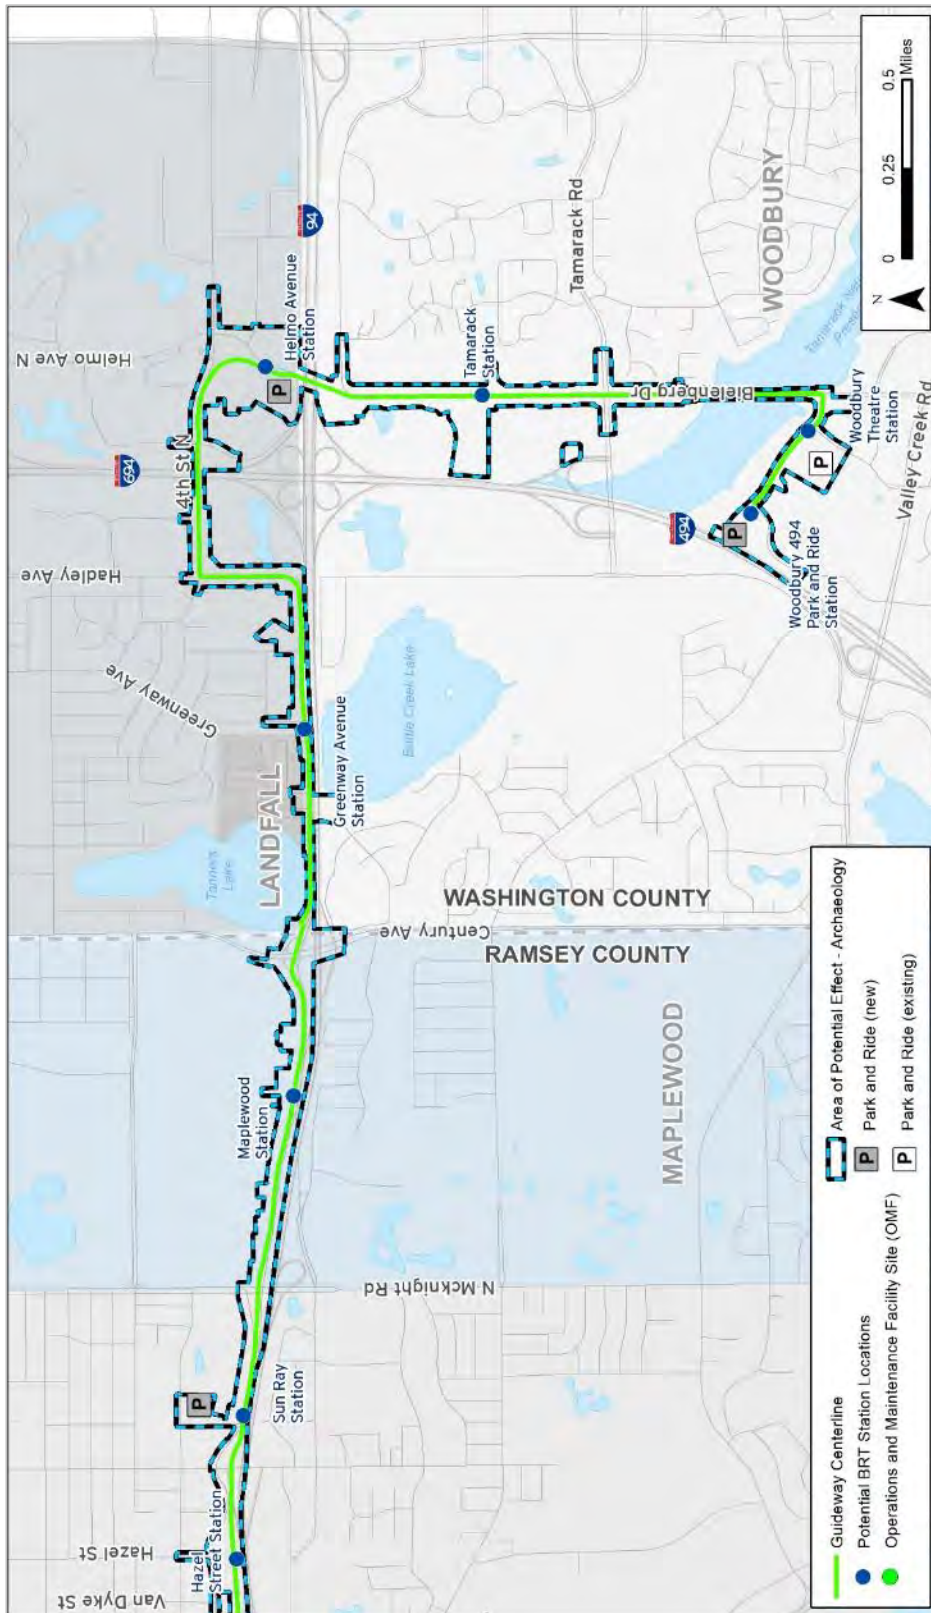 Van Dyke St
Hazel St
Hazel
Street Station
Sun Ray
Station
P
N Mcknight Rd
Maplewood
Station
MAPLEWOOD
RAMSEY COUNTY
WASHINGTON COUNTY
Century Ave
Tanners
Lake
LANDFALL
Greenway Ave
Greenway Avenue
Station
Battle Creek Lake
Hadley Ave
4th St N
694
Helmo Ave N
P
Helmo Avenue
Station
94
Tamarack
Station
Tamarack Rd
Bielenberg Dr
WOODBURY
494
P
Woodbury 494
Park and Ride
Station
P
Woodbury
Theatre
Station
Valley Creek Rd
Guideway Centerline
Potential BRT Station Locations
Operations and Maintenance Facility Site (OMF)
Area of Potential Effect - Archaeology
P
Park and Ride (new)
P
Park and Ride (existing)
N
0
0.25
0.5
Miles